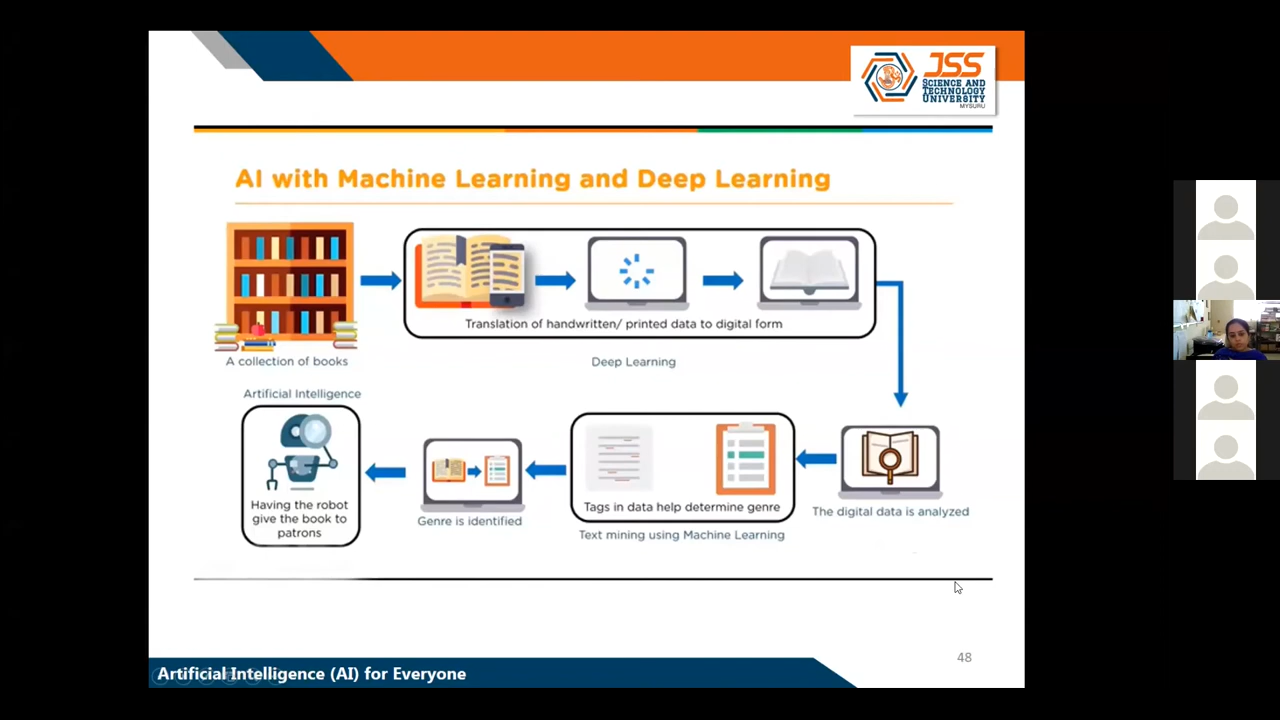 JSS
SCIENCE AND
TECHNOLOGY
UNIVERSITY
MYSURU
AI with Machine Learning and Deep Learning
Translation of handwritten/ printed data to digital form
A collection of books
Deep Learning
Artificial Intelligence
Having the robot
give the book to
patrons
Genre is identified
Tags in data help determine genre
Text mining using Machine Learning
The digital data is analyzed
48
Artificial Intelligence (AI) for Everyone